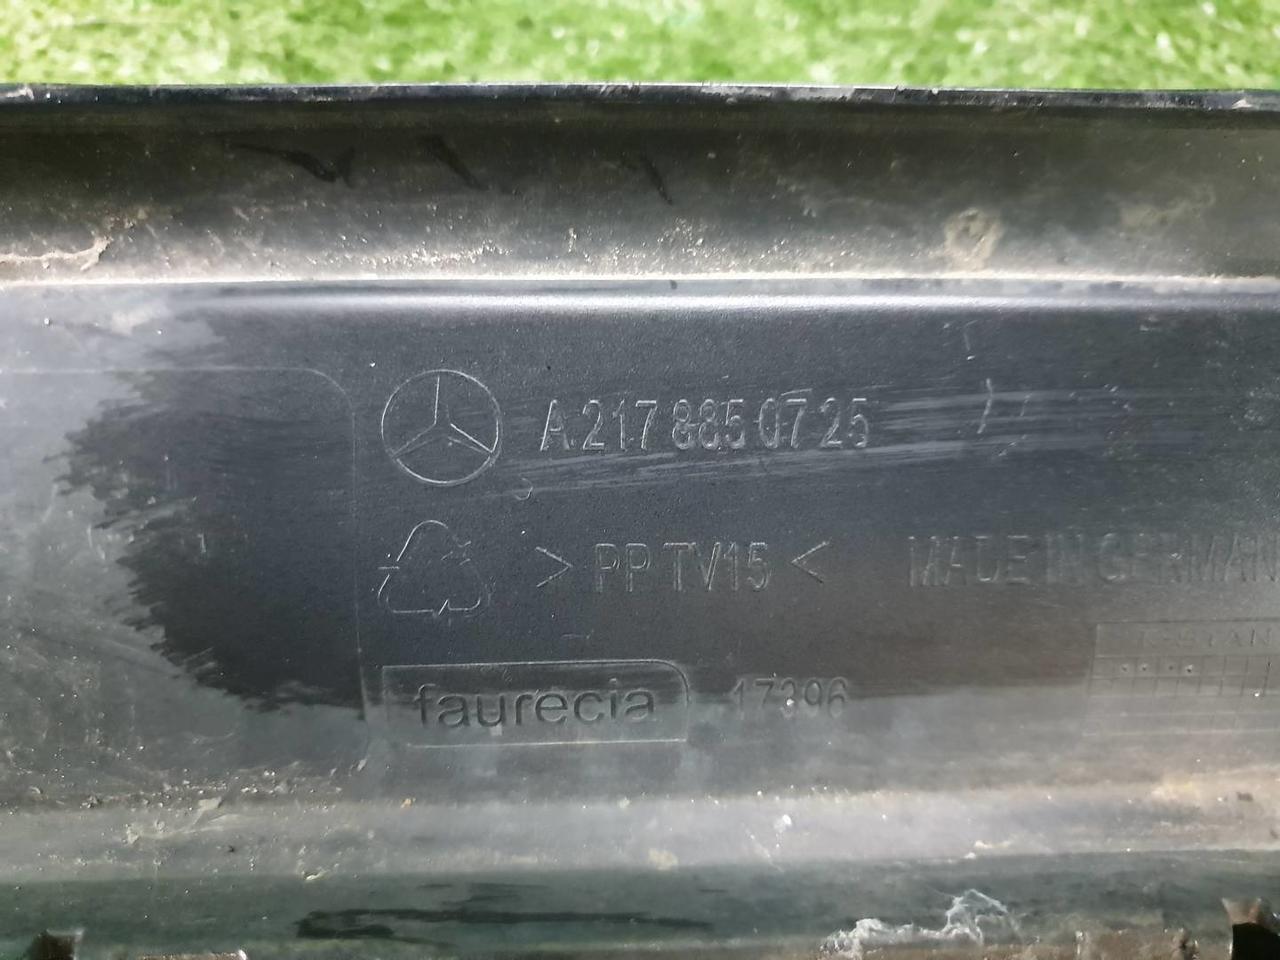 A 217 885 07 25
> PP TV15 < MADE IN GERMAN
faurecia 17396